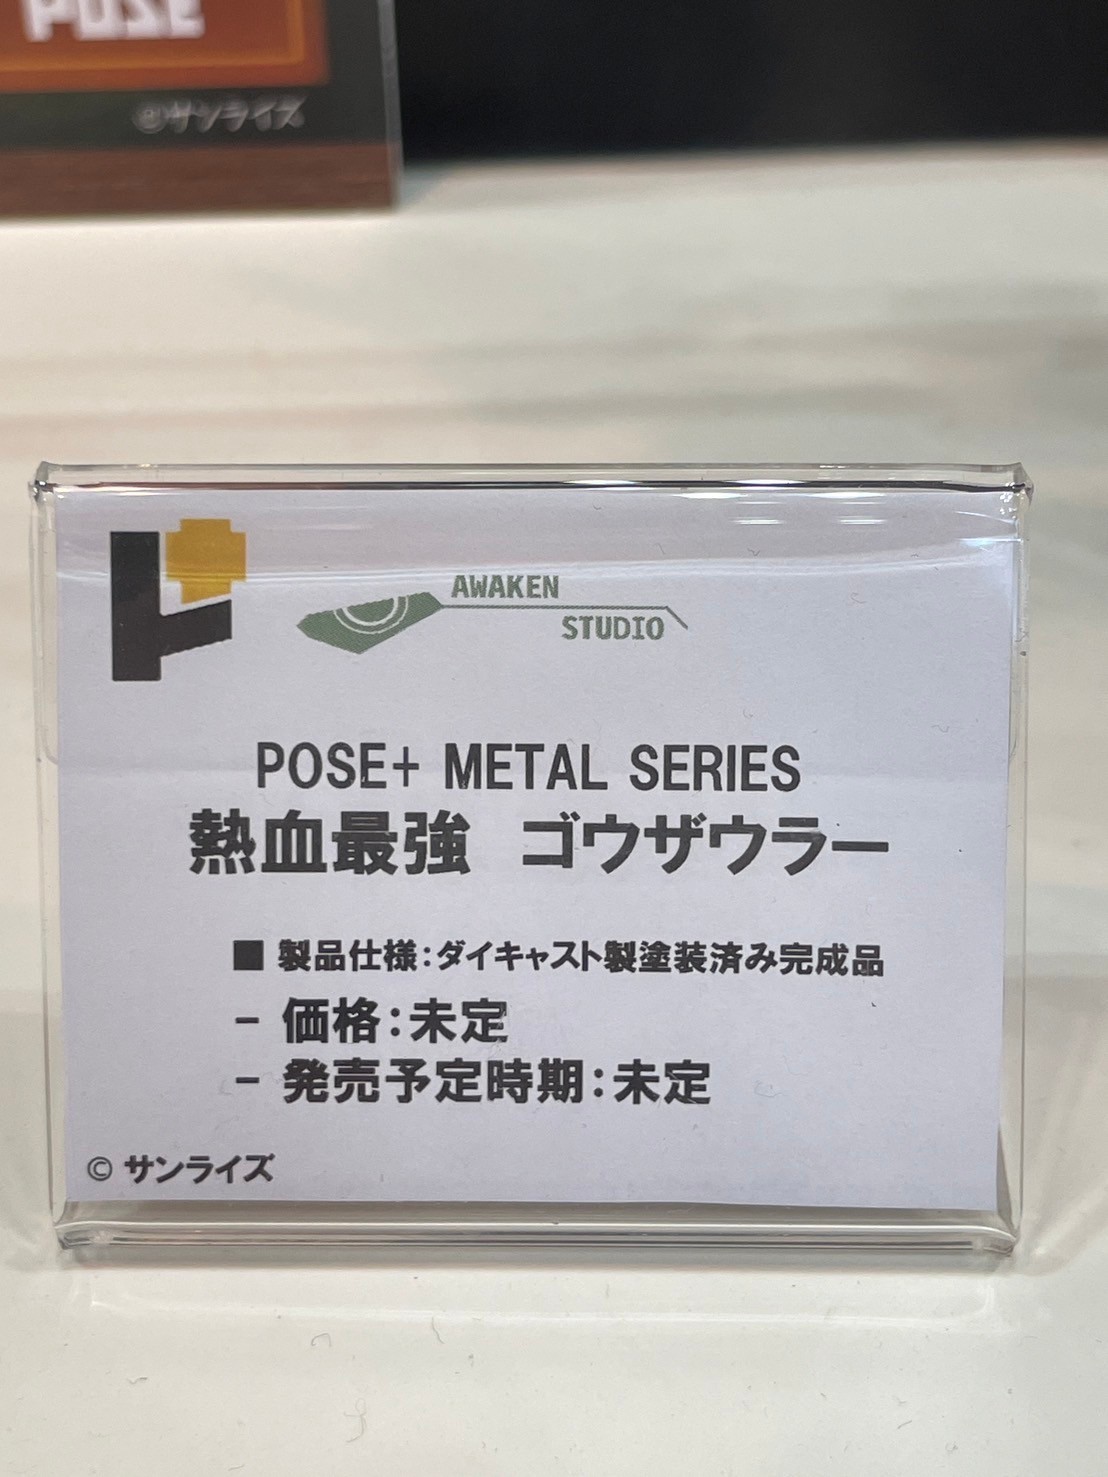 POSE
©サンライズ
AWAKEN
STUDIO
POSE+ METAL SERIES
熱血最強 ゴウザウラー
■ 製品仕様：ダイキャスト製塗装済み完成品
- 価格：未定
- 発売予定時期：未定
© サンライズ